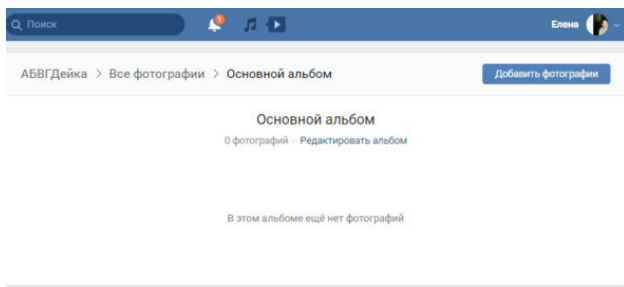 Поиск 1 Елена
АБВГДейка > Все фотографии > Основной альбом Добавить фотографии
Основной альбом
0 фотографий · Редактировать альбом
В этом альбоме ещё нет фотографий